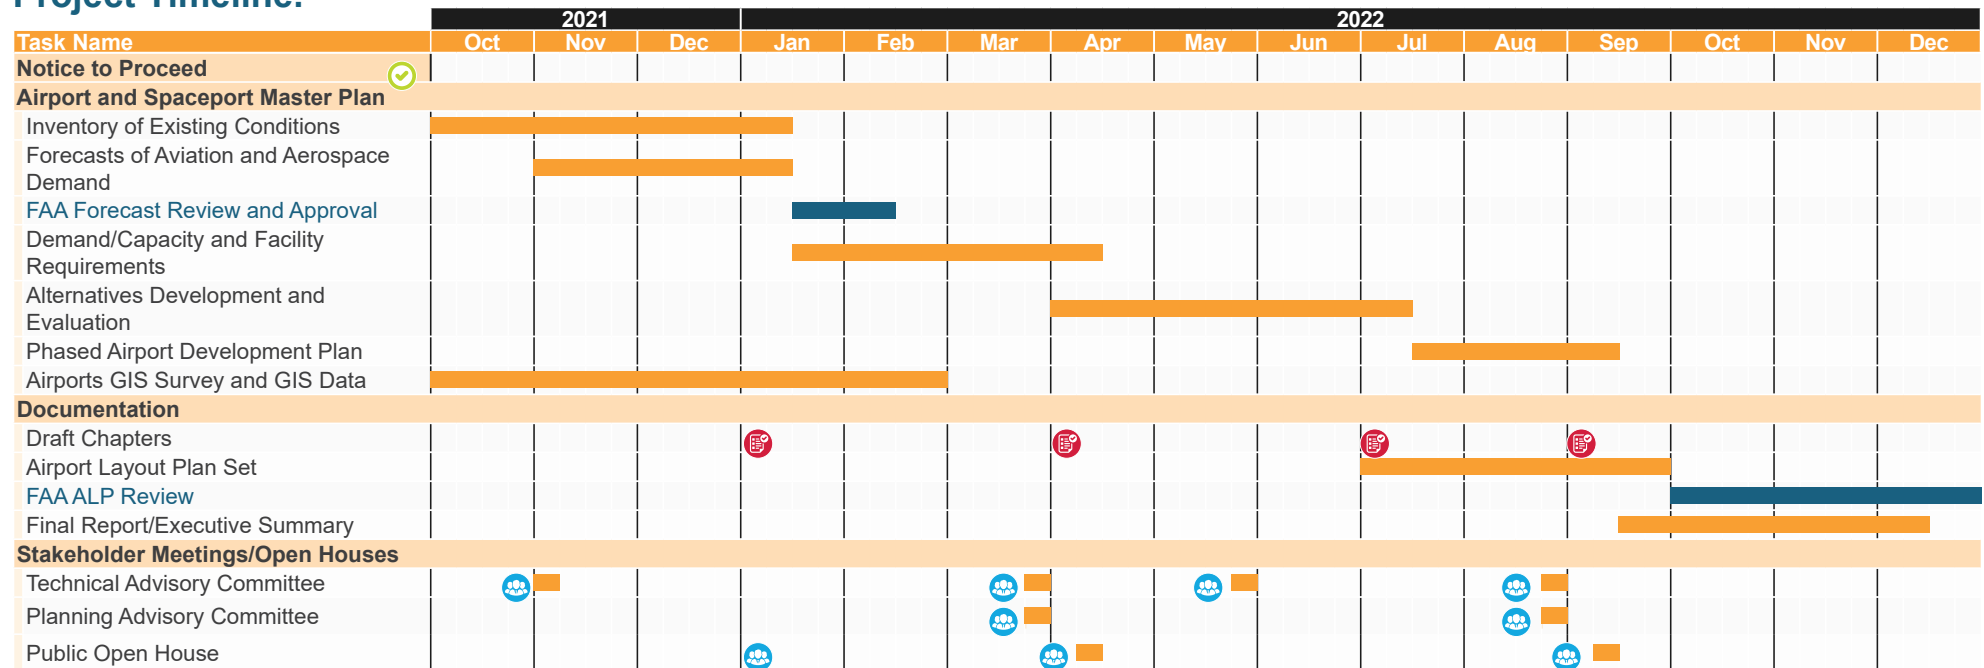 Project Timeline:
2021 2022
Task Name Oct Nov Dec Jan Feb Mar Apr May Jun Jul Aug Sep Oct Nov Dec
Notice to Proceed
Airport and Spaceport Master Plan
Inventory of Existing Conditions
Forecasts of Aviation and Aerospace
Demand
FAA Forecast Review and Approval
Demand/Capacity and Facility
Requirements
Alternatives Development and
Evaluation
Phased Airport Development Plan
Airports GIS Survey and GIS Data
Documentation
Draft Chapters
Airport Layout Plan Set
FAA ALP Review
Final Report/Executive Summary
Stakeholder Meetings/Open Houses
Technical Advisory Committee
Planning Advisory Committee
Public Open House